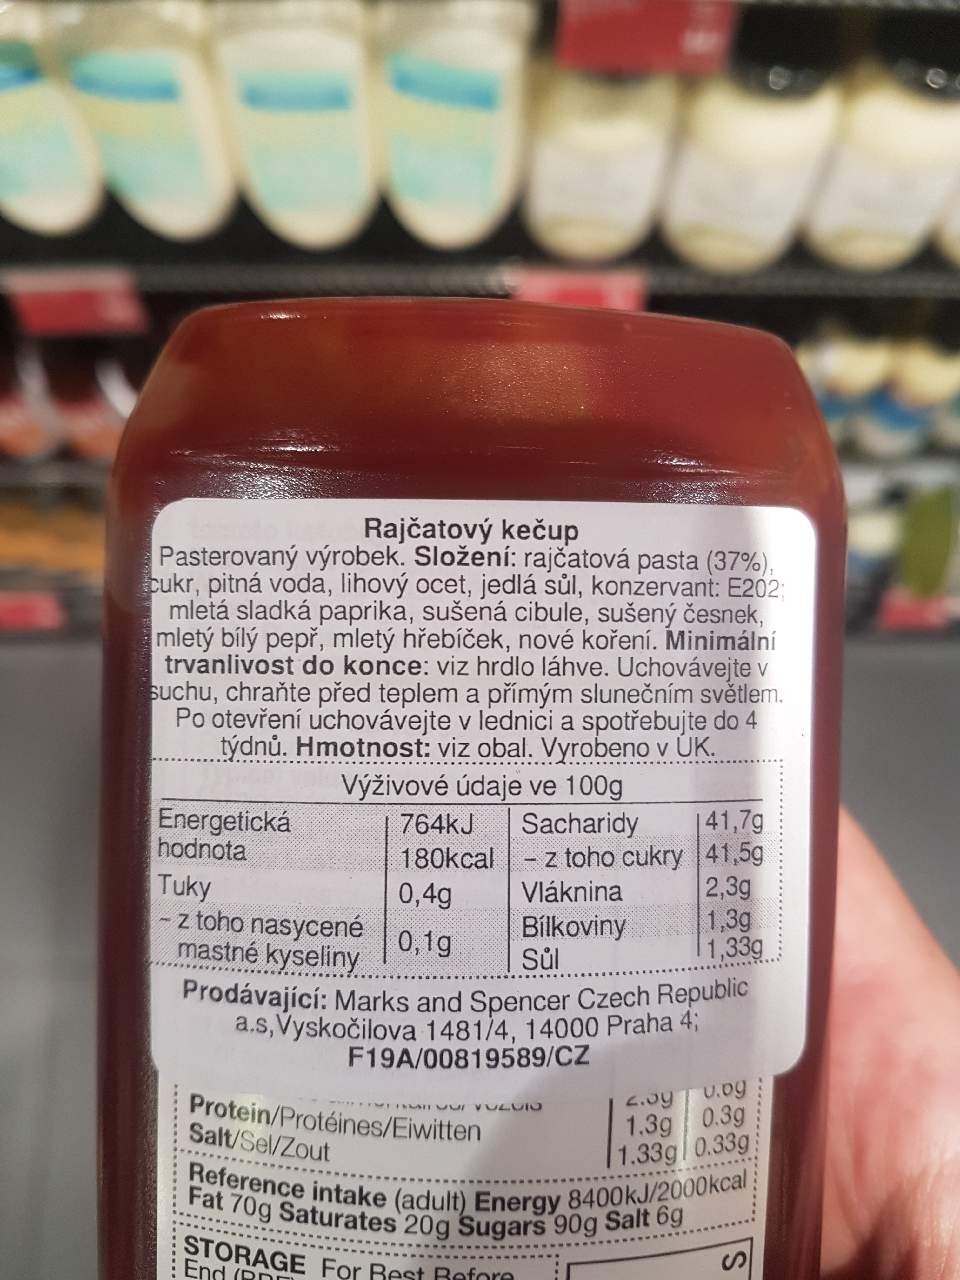 Rajčatový kečup
Pasterovaný výrobek. Složení: rajčatová pasta (37%),
cukr, pitná voda, lihový ocet, jedlá sůl, konzervant: E202;
mletá sladká paprika, sušená cibule, sušený česnek,
mletý bílý pepř, mletý hřebíček, nové koření. Minimální
trvanlivost do konce: viz hrdlo láhve. Uchovávejte v
suchu, chraňte před teplem a přímým slunečním světlem.
Po otevření uchovávejte v lednici a spotřebujte do 4
týdnů. Hmotnost: viz obal. Vyrobeno v UK.
Výživové údaje ve 100g
Energetická hodnota 764kJ 180kcal
Tuky 0,4g
- z toho nasycené mastné kyseliny 0,1g
Sacharidy 41,7g
- z toho cukry 41,5g
Vláknina 2,3g
Bílkoviny 1,3g
Sůl 1,33g
Prodávající: Marks and Spencer Czech Republic
a.s,Vyskočilova 1481/4, 14000 Praha 4;
F19A/00819589/CZ
Protein/Protéines/Eiwitten 1.3g 0.3g
Salt/Sel/Zout 1.33g 0.33g
Reference intake (adult) Energy 8400kJ/2000kcal
Fat 70g Saturates 20g Sugars 90g Salt 6g
STORAGE For Best Before
End